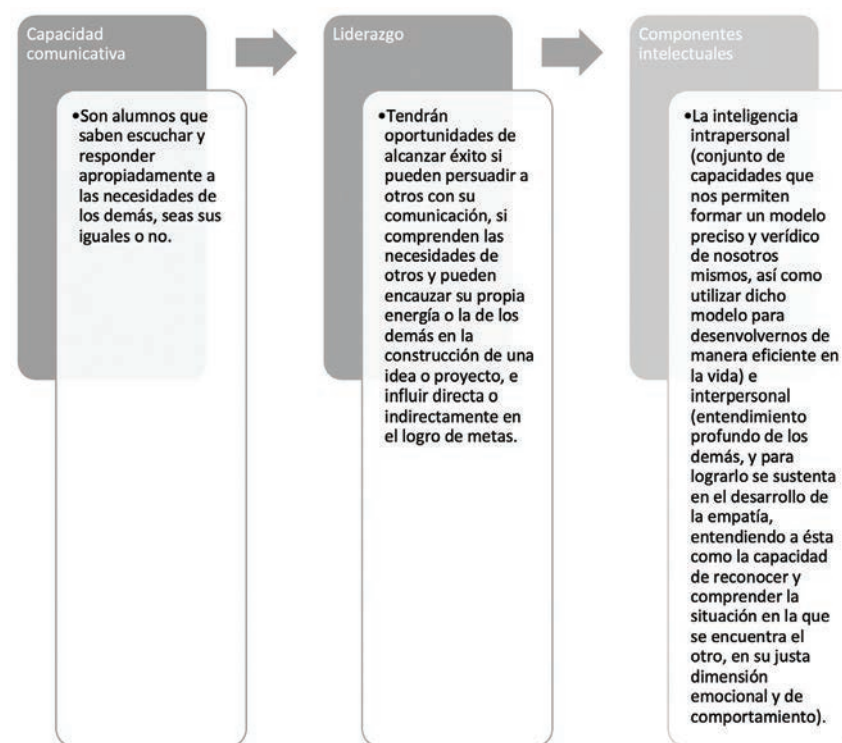 Capacidad
comunicativa
•Son alumnos que
saben escuchar y
responder
apropiadamente a
las necesidades de
los demás, seas sus
iguales o no.
Liderazgo
•Tendrán
oportunidades de
alcanzar éxito si
pueden persuadir a
otros con su
comunicación, si
comprenden las
necesidades de
otros y pueden
encauzar su propia
energía o la de los
demás en la
construcción de una
idea o proyecto, e
influir directa o
indirectamente en
el logro de metas.
Componentes
intelectuales
•La inteligencia
intrapersonal
(conjunto de
capacidades que
nos permiten
formar un modelo
preciso y verídico
de nosotros
mismos, así como
utilizar dicho
modelo para
desenvolvernos de
manera eficiente en
la vida) e
interpersonal
(entendimiento
profundo de los
demás, y para
lograrlo se sustenta
en el desarrollo de
la empatía,
entendiendo a ésta
como la capacidad
de reconocer y
comprender la
situación en la que
se encuentra el
otro, en su justa
dimensión
emocional y de
comportamiento).